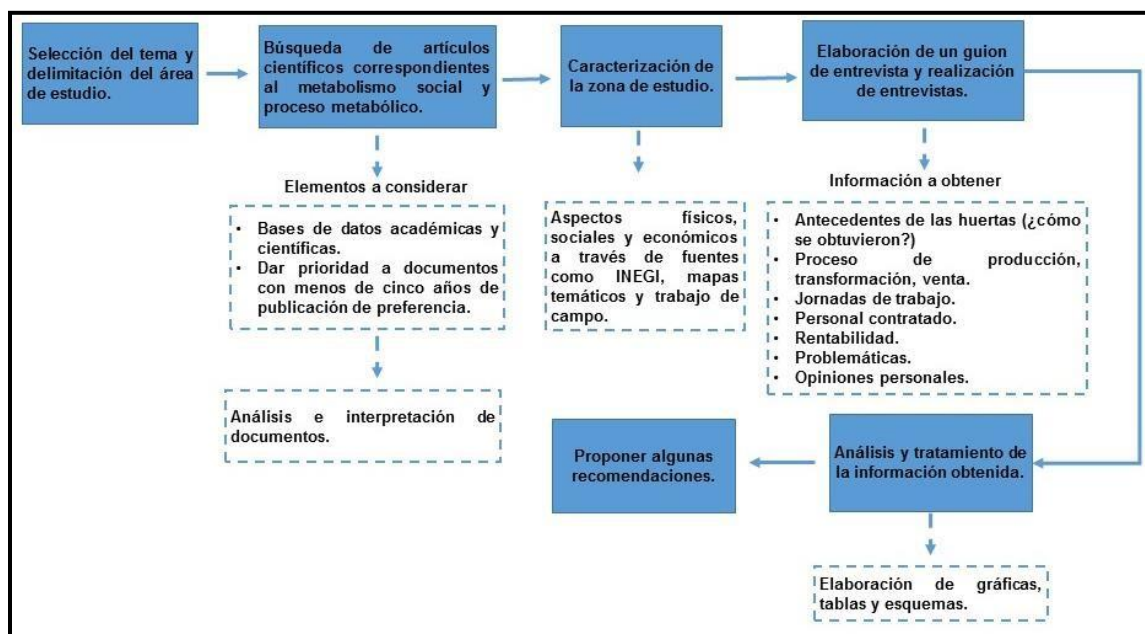 Selección del tema y
delimitación del área
de estudio.
Búsqueda de artículos
científicos correspondientes
al metabolismo social y
proceso metabólico.
Caracterización de
la zona de estudio.
Elaboración de un guion
de entrevista y realización
de entrevistas.
Elementos a considerar
• Bases de datos académicas y
científicas.
• Dar prioridad a documentos
con menos de cinco años de
publicación de preferencia.
Análisis e interpretación de
documentos.
Aspectos físicos,
sociales y económicos
a través de fuentes
como INEGI, mapas
temáticos y trabajo de
campo.
Información a obtener
• Antecedentes de las huertas (¿cómo
se obtuvieron?)
• Proceso de producción,
transformación, venta.
• Jornadas de trabajo.
• Personal contratado.
• Rentabilidad.
• Problemáticas.
• Opiniones personales.
Análisis y tratamiento de
la información obtenida.
Proponer algunas
recomendaciones.
Elaboración de gráficas,
tablas y esquemas.